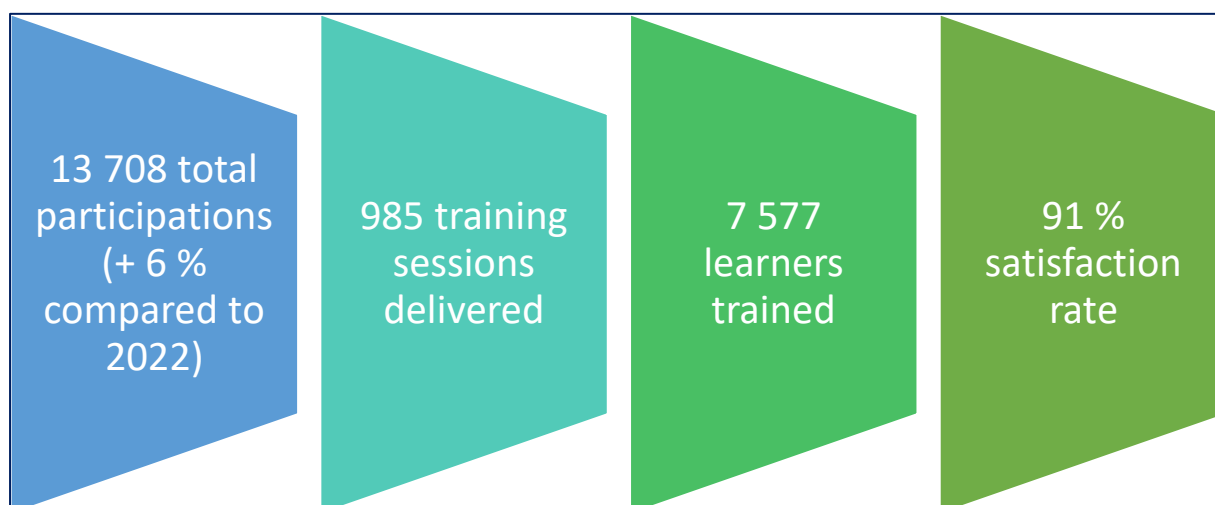 13 708 total
participations
(+ 6 %
compared to
2022)
985 training
sessions
delivered
7 577
learners
trained
91 %
satisfaction
rate